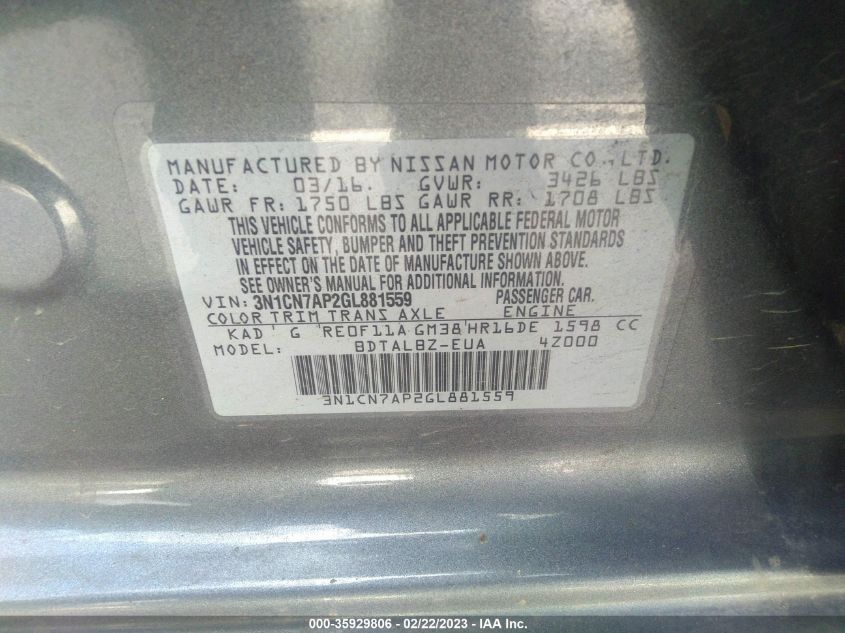 MANUFACTURED BY NISSAN MOTOR CO., LTD.
DATE: 03/16. GVWR: 3426 LBS
GAWR FR: 1750 LBS GAWR RR: 1708 LBS
THIS VEHICLE CONFORMS TO ALL APPLICABLE FEDERAL MOTOR
VEHICLE SAFETY, BUMPER AND THEFT PREVENTION STANDARDS
IN EFFECT ON THE DATE OF MANUFACTURE SHOWN ABOVE.
SEE OWNER'S MANUAL FOR ADDITIONAL INFORMATION.
VIN: 3N1CN7AP2GL881559 PASSENGER CAR.
COLOR TRIM TRANS AXLE ENGINE
KAD G RE0F11A GM38 HR16DE 1598 CC
MODEL: BDTALBZ-EUA 4Z000
3N1CN7AP2GL881559
000-35929806 - 02/22/2023 - IAA Inc.